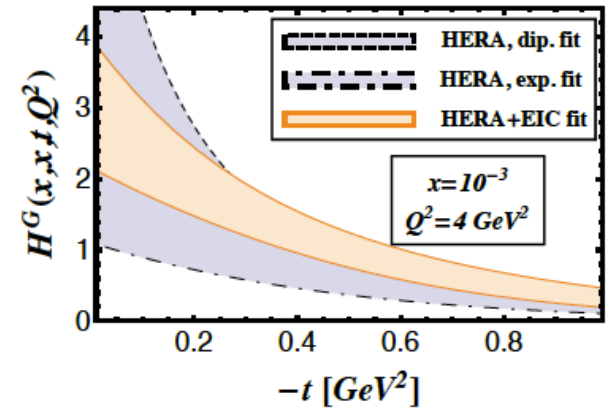 HERA, dip. fit
HERA, exp. fit
HERA+EIC fit
x=10⁻³
Q²=4 GeV²
H^G(x,x,t,Q²)
4
3
2
1
0
0.2 0.4 0.6 0.8
−t [GeV²]